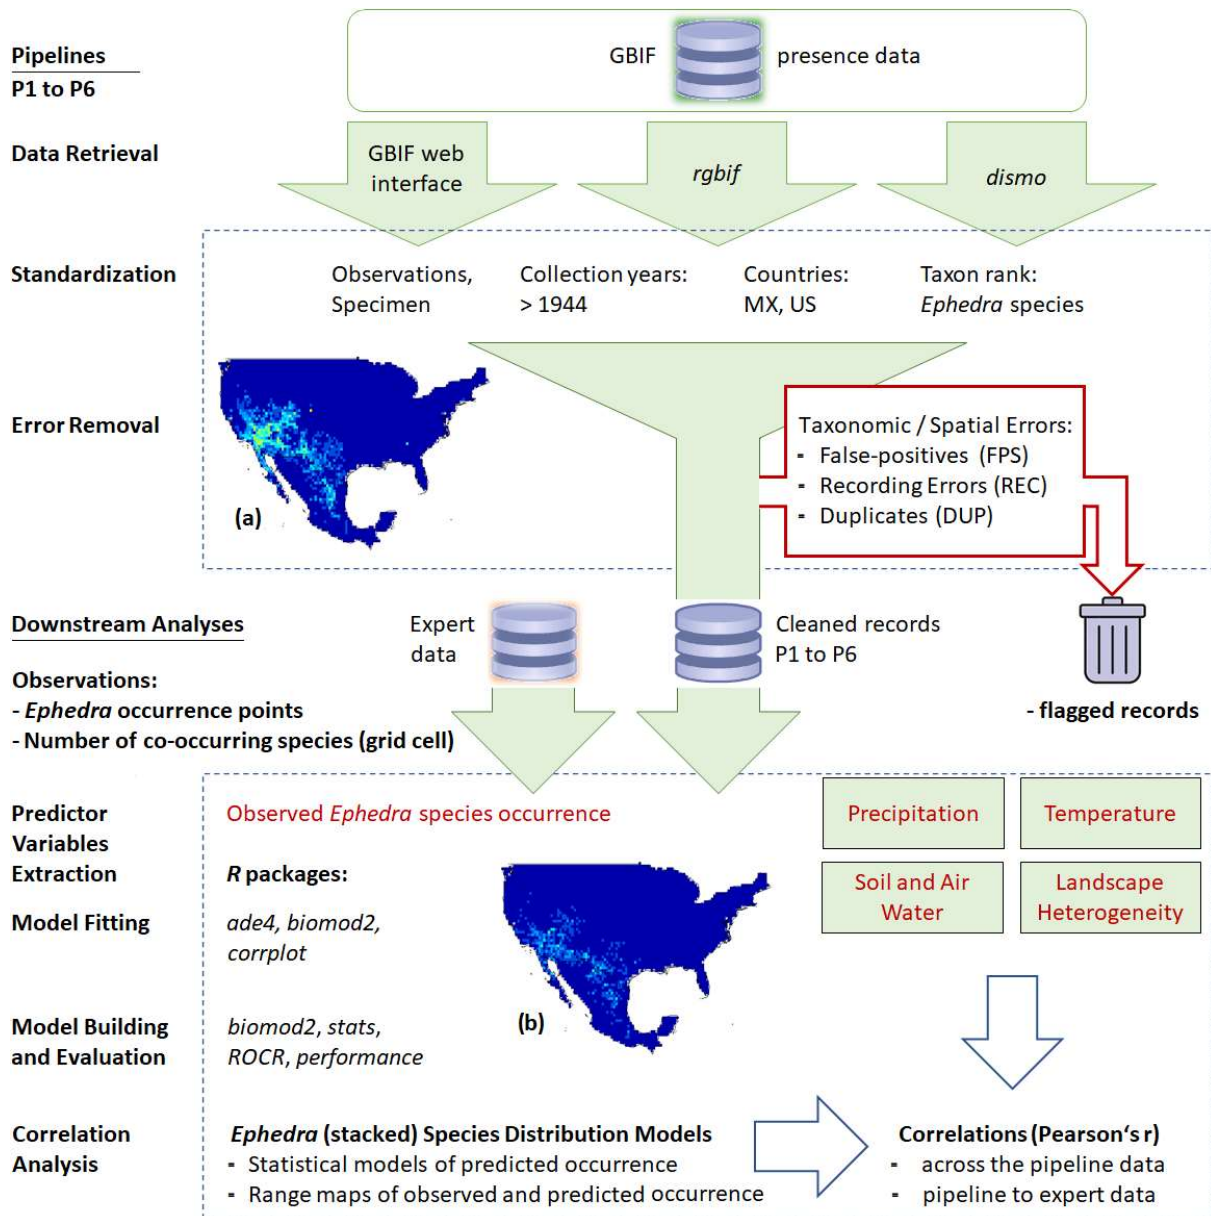 Pipelines
P1 to P6
GBIF
presence data
Data Retrieval
GBIF web
interface
rgbif
dismo
Standardization
Observations,
Specimen
Collection years:
> 1944
Countries:
MX, US
Taxon rank:
Ephedra species
Error Removal
(a)
Taxonomic / Spatial Errors:
- False-positives (FPS)
- Recording Errors (REC)
- Duplicates (DUP)
Downstream Analyses
Expert
data
Cleaned records
P1 to P6
Observations:
- Ephedra occurrence points
- Number of co-occurring species (grid cell)
- flagged records
Predictor
Variables
Extraction
Observed Ephedra species occurrence
Precipitation
Temperature
Soil and Air
Water
Landscape
Heterogeneity
R packages:
Model Fitting
ade4, biomod2,
corrplot
(b)
Model Building
and Evaluation
biomod2, stats,
ROCR, performance
Correlation
Analysis
Ephedra (stacked) Species Distribution Models
- Statistical models of predicted occurrence
- Range maps of observed and predicted occurrence
Correlations (Pearson‘s r)
- across the pipeline data
- pipeline to expert data